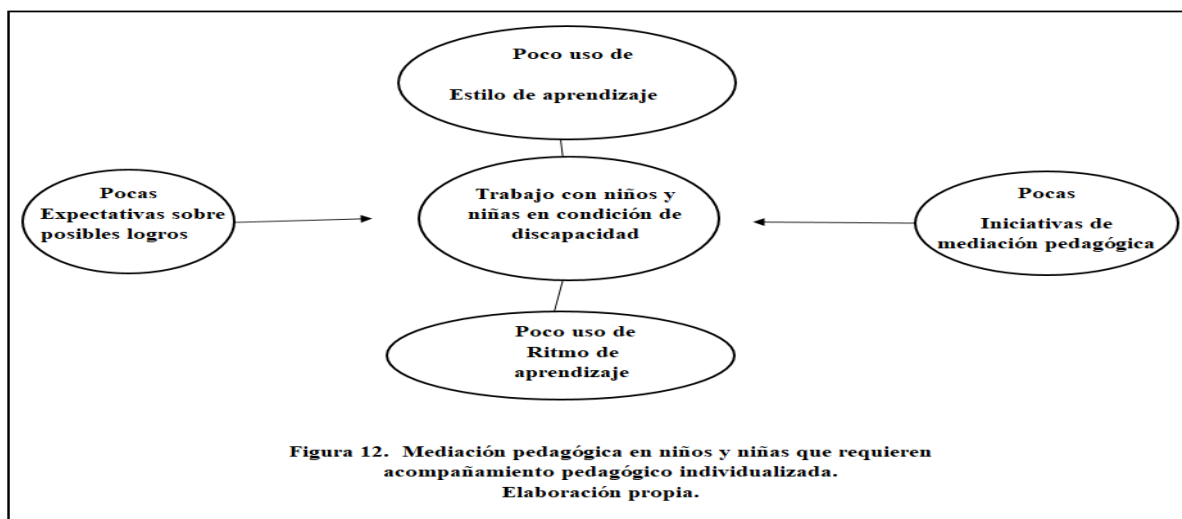 Poco uso de
Estilo de aprendizaje
Pocas
Expectativas sobre
posibles logros
Trabajo con niños y
niñas en condición de
discapacidad
Pocas
Iniciativas de
mediación pedagógica
Poco uso de
Ritmo de
aprendizaje
Figura 12. Mediación pedagógica en niños y niñas que requieren
acompañamiento pedagógico individualizada.
Elaboración propia.